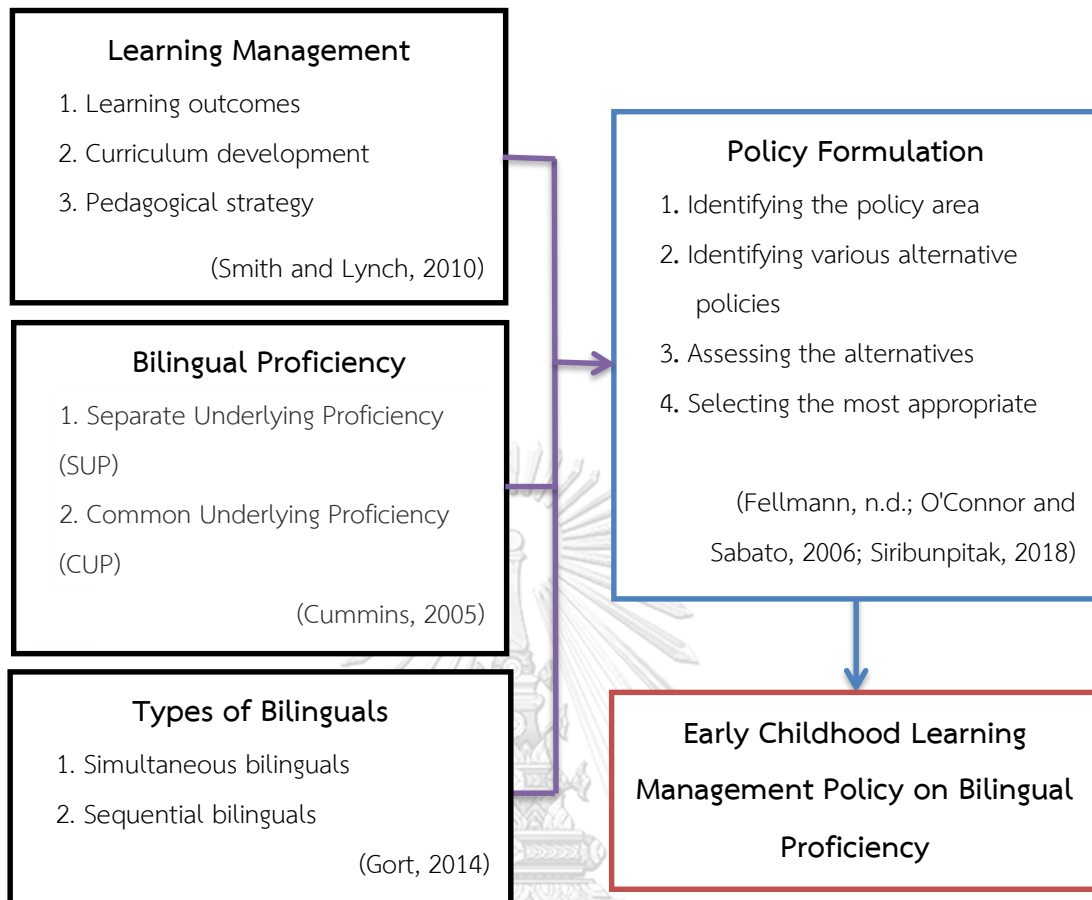 Learning Management
1. Learning outcomes
2. Curriculum development
3. Pedagogical strategy
(Smith and Lynch, 2010)
Bilingual Proficiency
1. Separate Underlying Proficiency
(SUP)
2. Common Underlying Proficiency
(CUP)
(Cummins, 2005)
Types of Bilinguals
1. Simultaneous bilinguals
2. Sequential bilinguals
(Gort, 2014)
Policy Formulation
1. Identifying the policy area
2. Identifying various alternative
policies
3. Assessing the alternatives
4. Selecting the most appropriate
(Fellmann, n.d.; O'Connor and
Sabato, 2006; Siribunpitak, 2018)
Early Childhood Learning
Management Policy on Bilingual
Proficiency